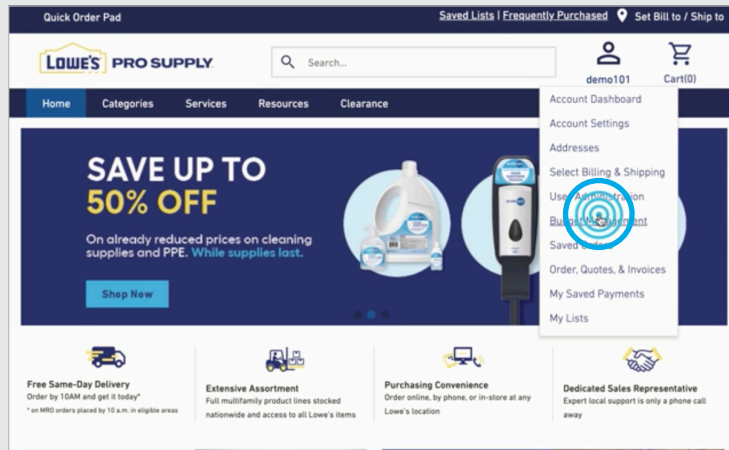 Quick Order Pad
Saved Lists | Frequently Purchased Set Bill to / Ship to
LOWE'S PRO SUPPLY
Search...
demo101
Cart(0)
Home Categories Services Resources Clearance
Account Dashboard
Account Settings
Addresses
Select Billing & Shipping
User Administration
Budget Management
Saved Orders
Order, Quotes, & Invoices
My Saved Payments
My Lists
SAVE UP TO
50% OFF
On already reduced prices on cleaning
supplies and PPE. While supplies last.
Shop Now
Free Same-Day Delivery
Order by 10AM and get it today*
* on MRO orders placed by 10 a.m. in eligible areas
Extensive Assortment
Full multifamily product lines stocked
nationwide and access to all Lowe's items
Purchasing Convenience
Order online, by phone, or in-store at any
Lowe's location
Dedicated Sales Representative
Expert local support is only a phone call
away